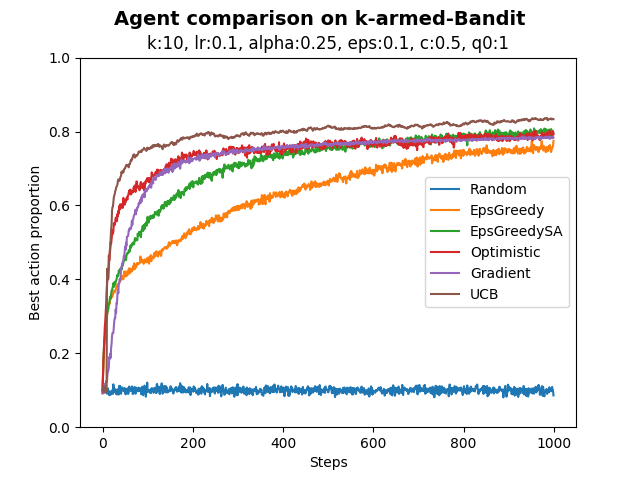 Agent comparison on k-armed-Bandit
k:10, lr:0.1, alpha:0.25, eps:0.1, c:0.5, q0:1
1.0
0.8
0.6
0.4
0.2
0.0
Best action proportion
Random
EpsGreedy
EpsGreedySA
Optimistic
Gradient
UCB
0
200
400
600
800
1000
Steps